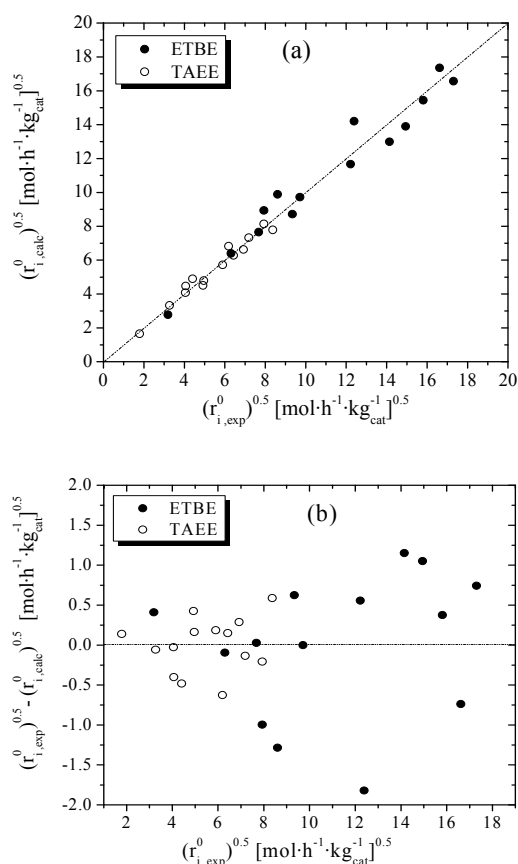 (a)
ETBE
TAEE
20
18
16
14
12
10
8
6
4
2
0
(r⁰i,calc)^0.5 [mol·h⁻¹·kg⁻¹cat]^0.5
0 2 4 6 8 10 12 14 16 18 20
(r⁰i,exp)^0.5 [mol·h⁻¹·kg⁻¹cat]^0.5
(b)
ETBE
TAEE
2.0
1.5
1.0
0.5
0.0
-0.5
-1.0
-1.5
-2.0
(r⁰i,exp)^0.5 - (r⁰i,calc)^0.5 [mol·h⁻¹·kg⁻¹cat]^0.5
2 4 6 8 10 12 14 16 18
(r⁰i,exp)^0.5 [mol·h⁻¹·kg⁻¹cat]^0.5